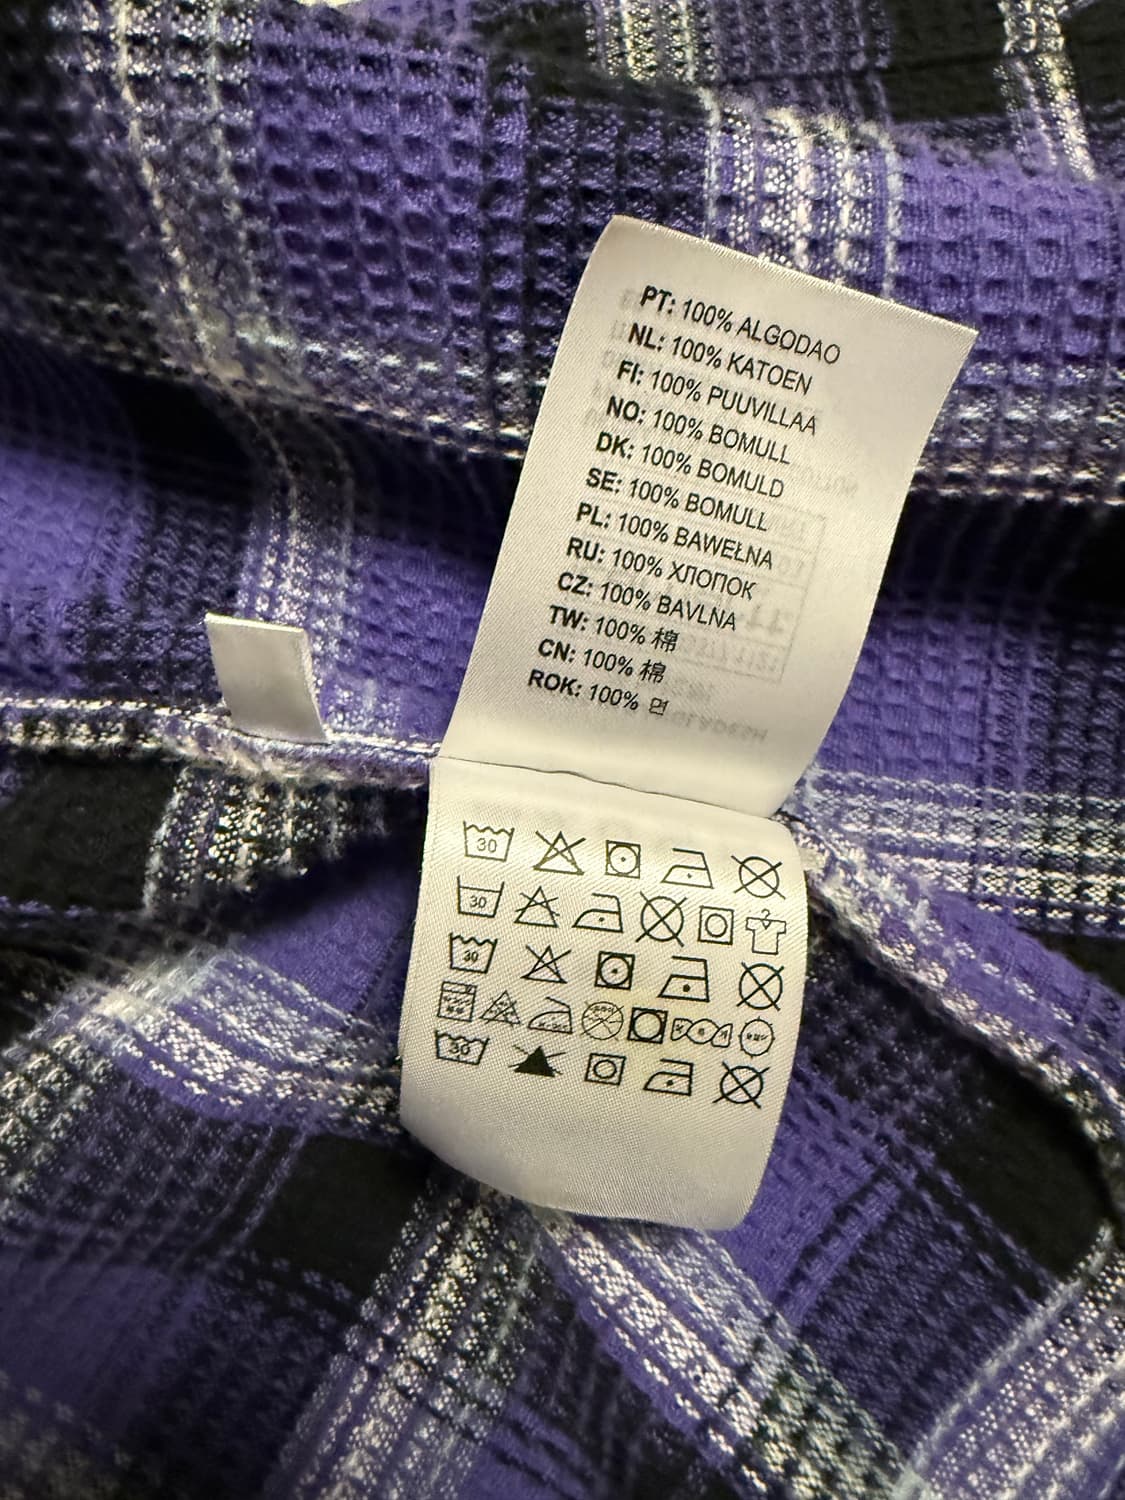 PT: 100% ALGODAO
NL: 100% KATOEN
FI: 100% PUUVILLAA
NO: 100% BOMULL
DK: 100% BOMULD
SE: 100% BOMULL
PL: 100% BAWEŁNA
RU: 100% ХЛОПОК
CZ: 100% BAVLNA
TW: 100% 棉
CN: 100% 棉
ROK: 100% 면
30
30
30
30